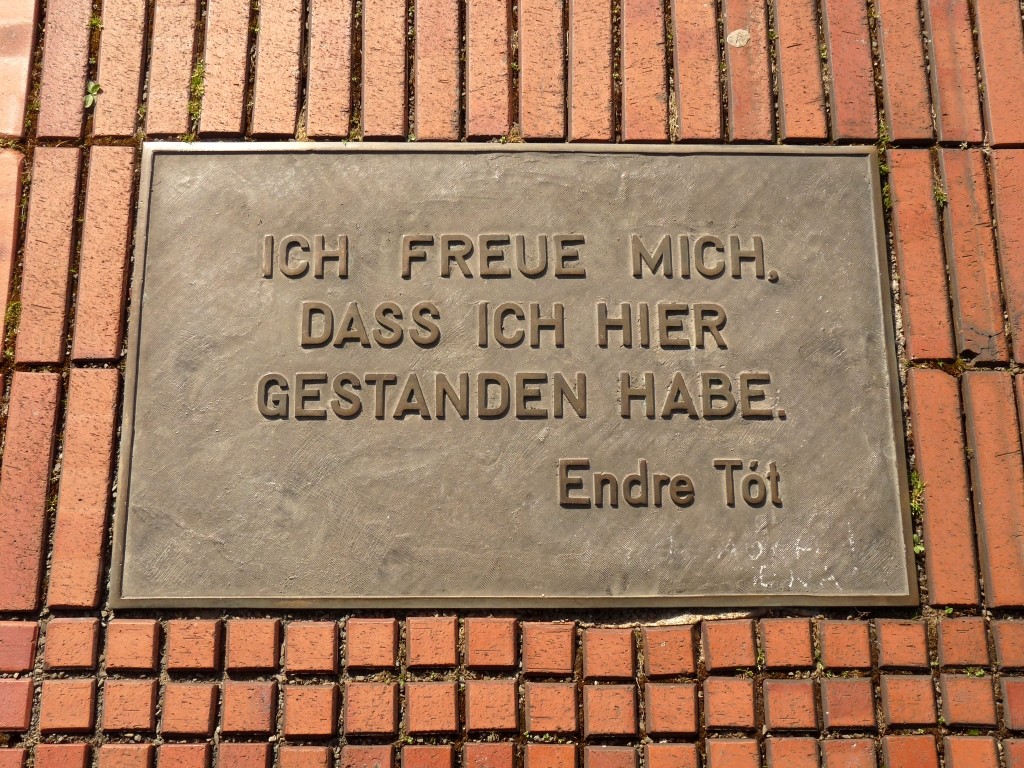 ICH FREUE MICH,
DASS ICH HIER
GESTANDEN HABE.
Endre Tót